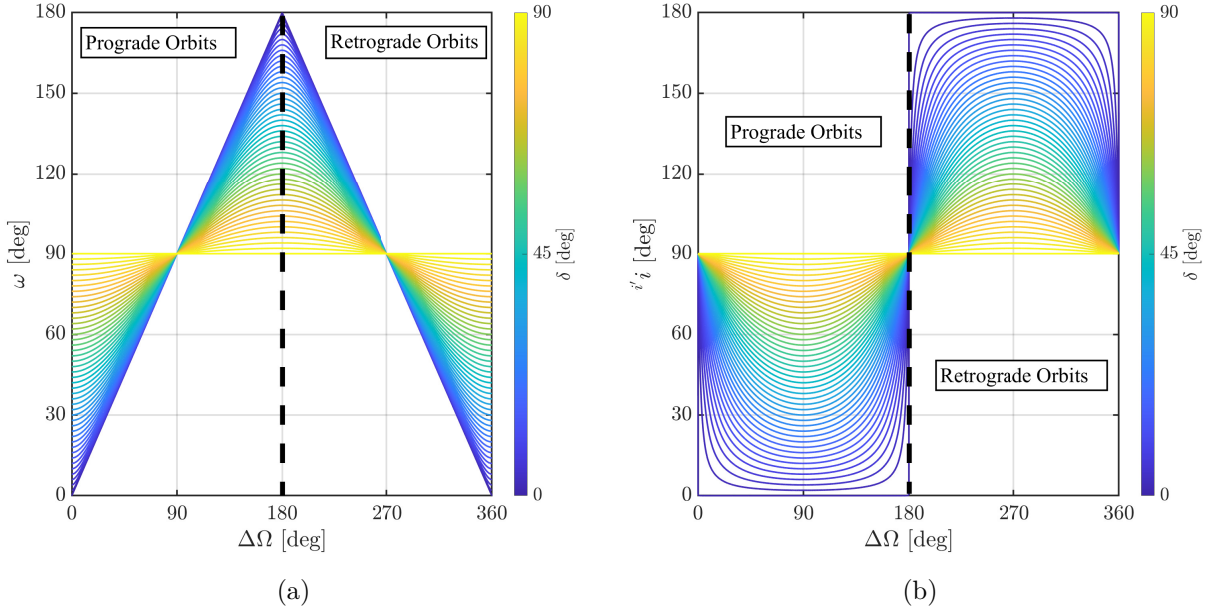 Prograde Orbits
Retrograde Orbits
180
150
120
90
60
30
0
ω [deg]
0 90 180 270 360
ΔΩ [deg]
90
45
0
δ [deg]
(a)
Prograde Orbits
Retrograde Orbits
180
150
120
90
60
30
0
i′i [deg]
0 90 180 270 360
ΔΩ [deg]
90
45
0
δ [deg]
(b)